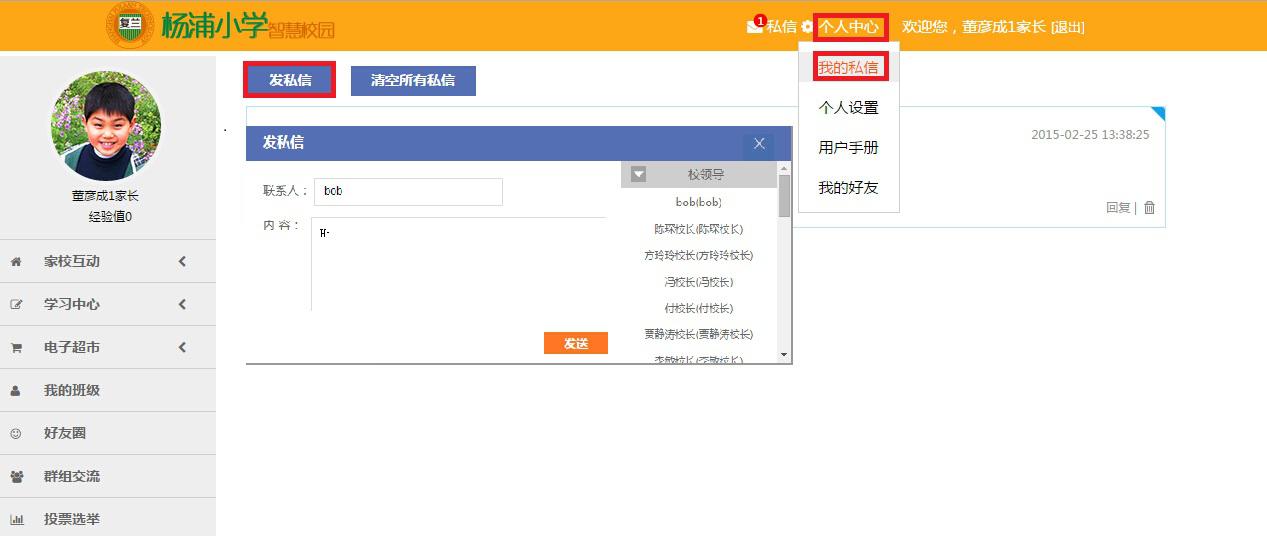 复兰
杨浦小学智慧校园
1
私信 个人中心 欢迎您，董彦成1家长 [退出]
我的私信
个人设置
用户手册
我的好友
董彦成1家长
经验值0
家校互动
学习中心
电子超市
我的班级
好友圈
群组交流
投票选举
发私信 清空所有私信
2015-02-25 13:38:25
回复 |
发私信
联系人： bob
内 容：
发送
校领导
bob(bob)
陈琛校长(陈琛校长)
方玲玲校长(方玲玲校长)
冯校长(冯校长)
付校长(付校长)
贾静涛校长(贾静涛校长)
李敏校长(李敏校长)